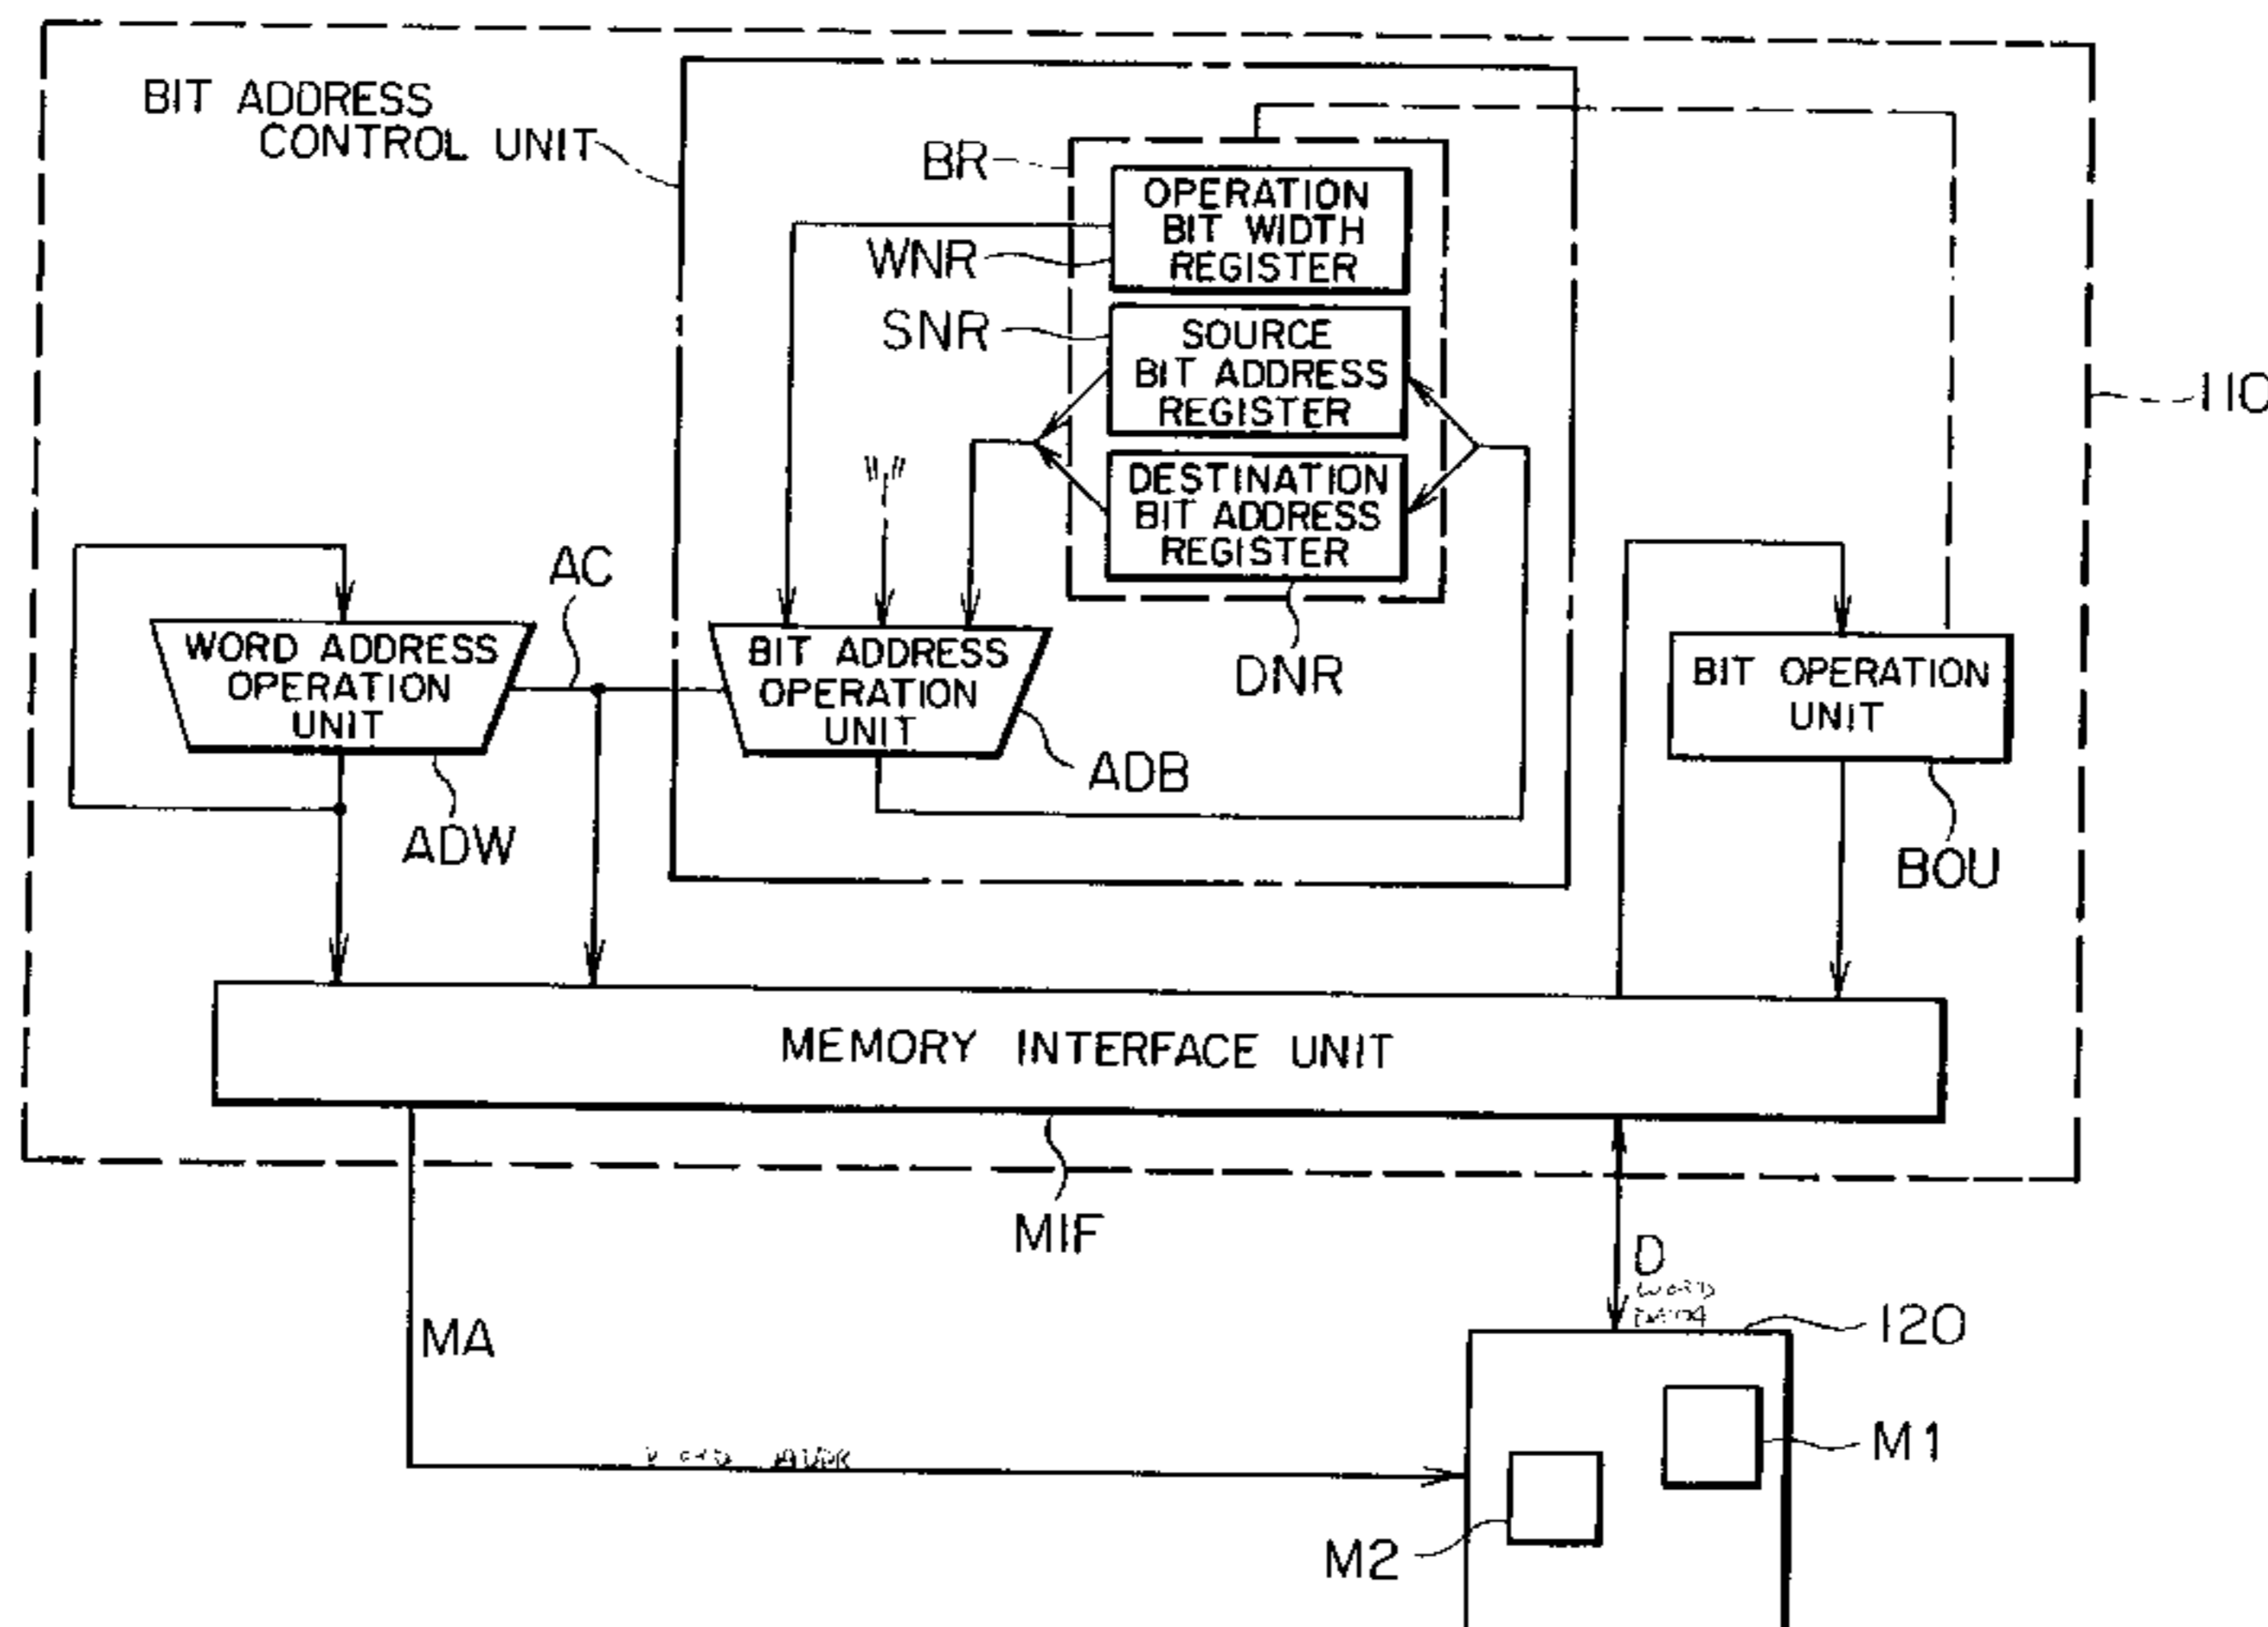 BIT ADDRESS
CONTROL UNIT
BR
OPERATION
BIT WIDTH
REGISTER
WNR
SNR
SOURCE
BIT ADDRESS
REGISTER
110
DESTINATION
BIT ADDRESS
REGISTER
AC
WORD ADDRESS
OPERATION
UNIT
BIT ADDRESS
OPERATION
UNIT
DNR
BIT OPERATION
UNIT
ADB
ADW
BOU
MEMORY INTERFACE UNIT
MIF
D
MA
120
ADDR
M1
M2